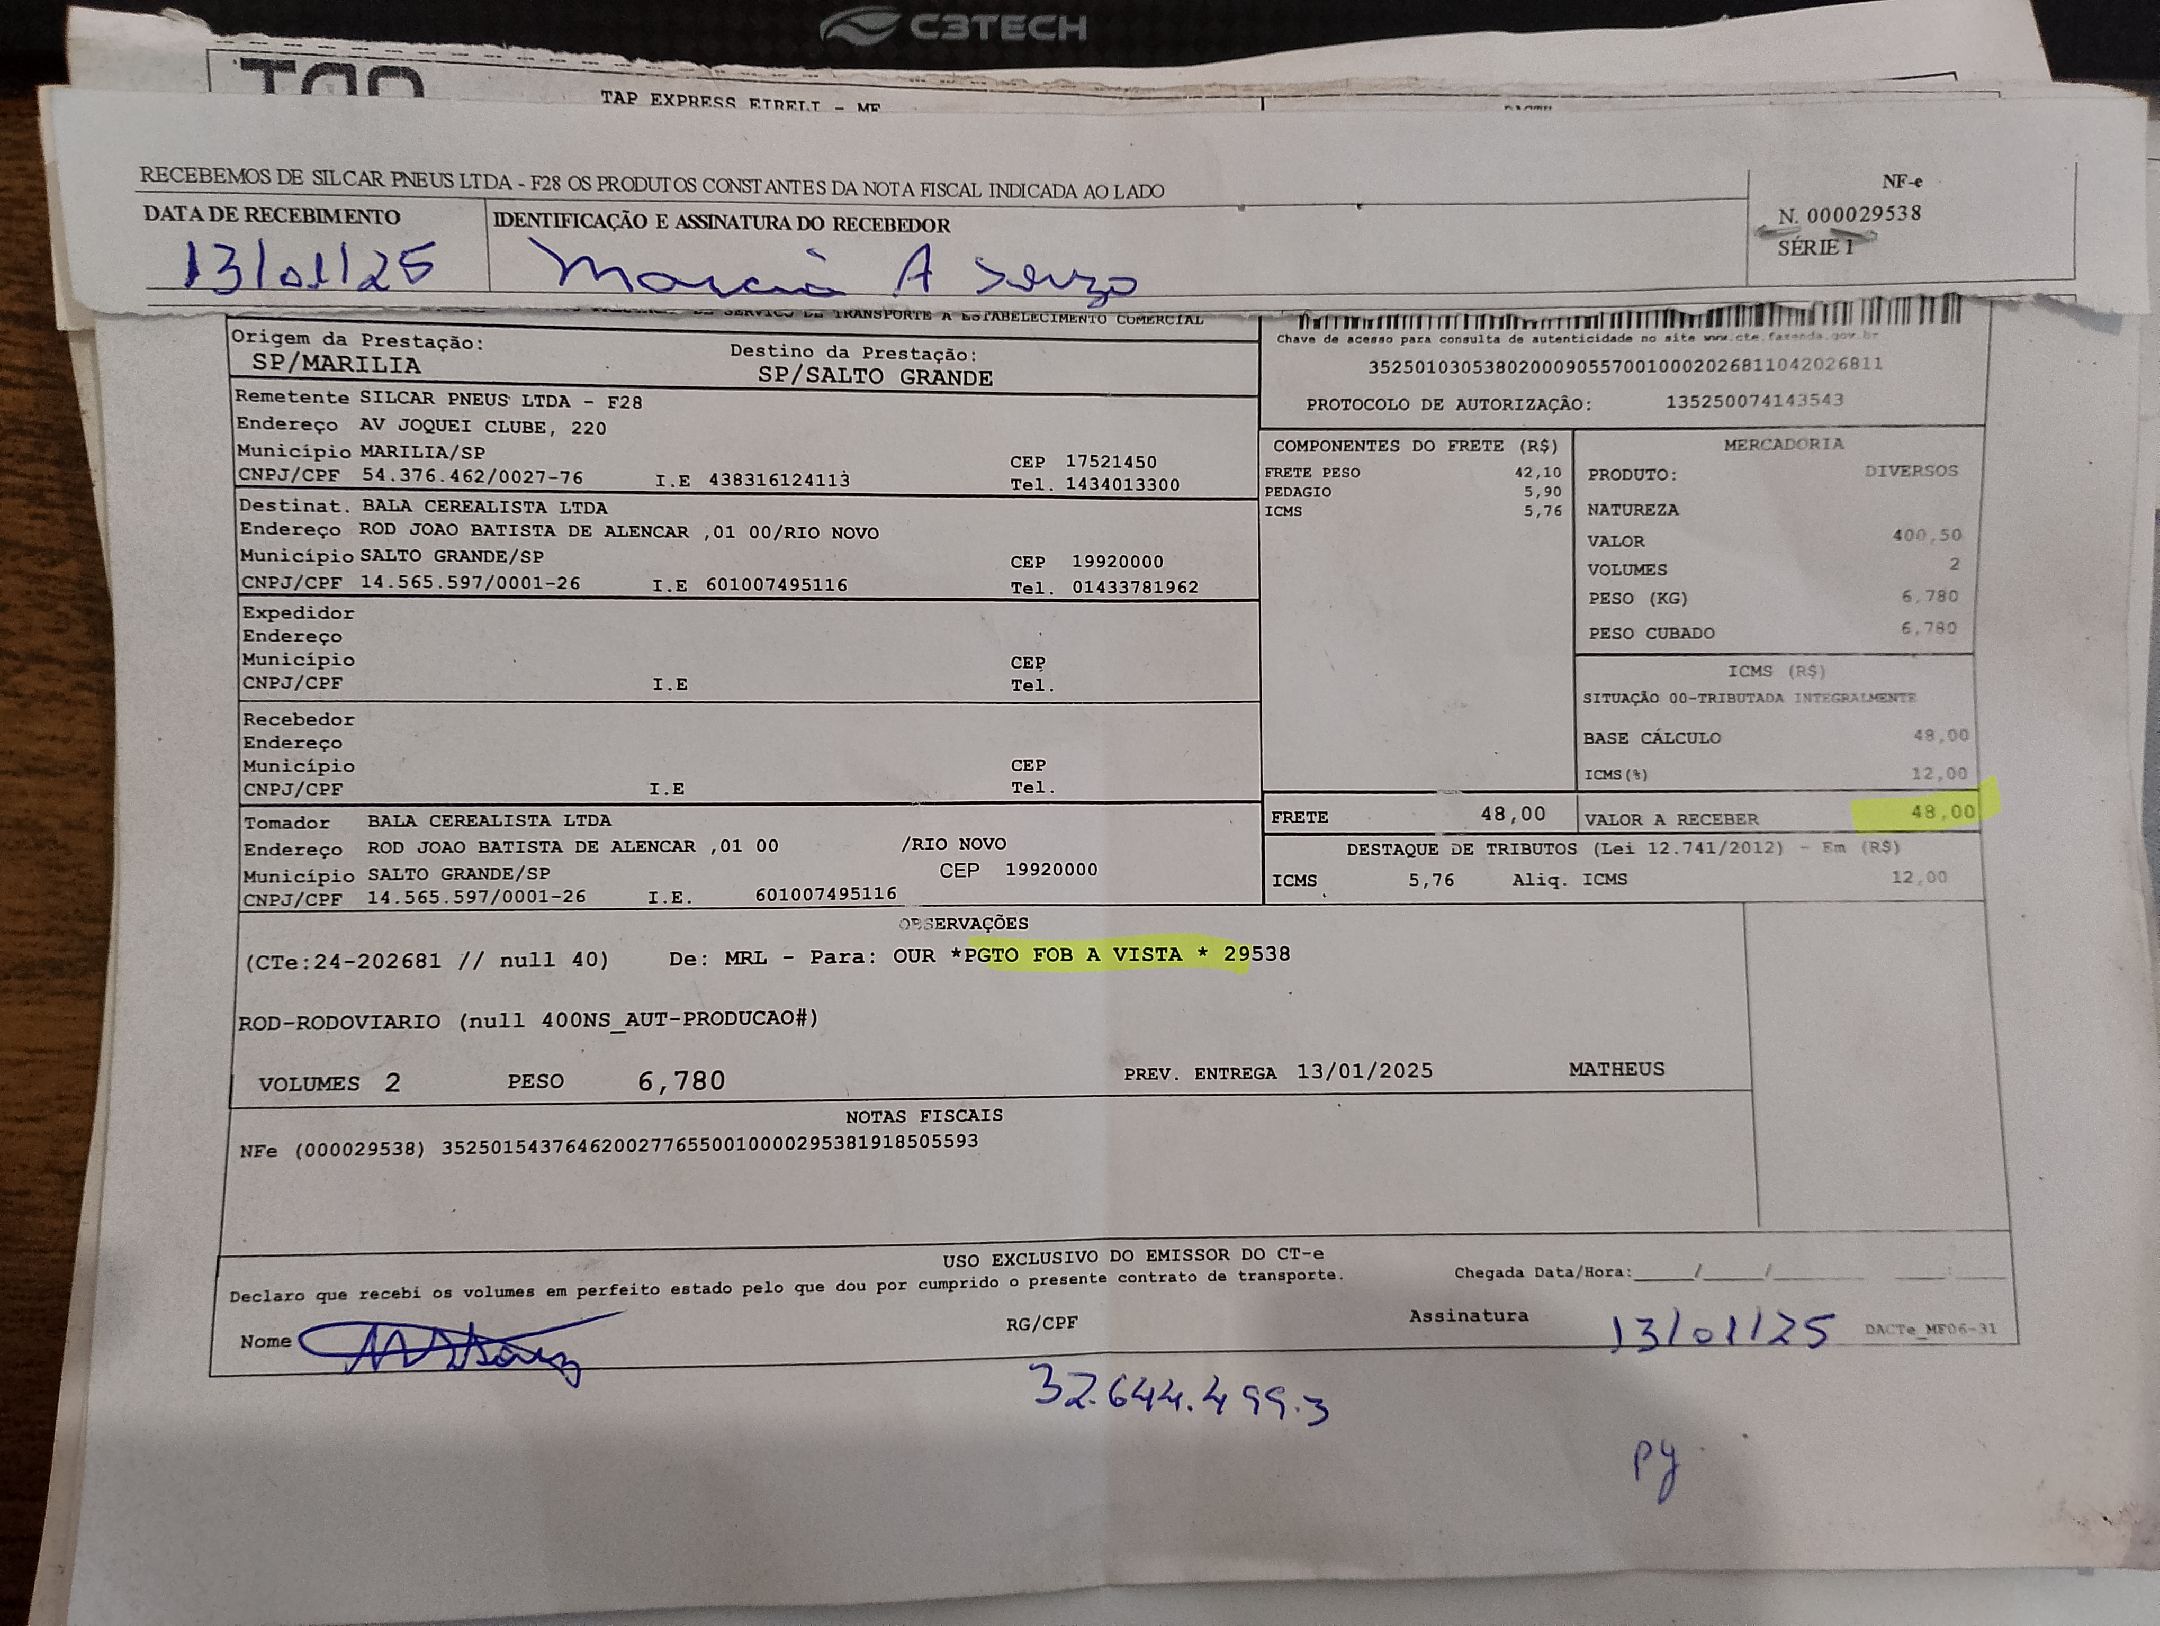 C3TECH
TAP EXPRESS EIRELI - ME
RECEBEMOS DE SILCAR PNEUS LTDA - F28 OS PRODUTOS CONSTANTES DA NOTA FISCAL INDICADA AO LADO
NF-e
N. 000029538
SÉRIE 1
DATA DE RECEBIMENTO
13/01/25
IDENTIFICAÇÃO E ASSINATURA DO RECEBEDOR
Marcia A Souza
DE SERVIÇO DE TRANSPORTE A ESTABELECIMENTO COMERCIAL
Origem da Prestação:
SP/MARILIA
Destino da Prestação:
SP/SALTO GRANDE
Chave de acesso para consulta de autenticidade no site www.cte.fazenda.gov.br
35250103053802000905570010002026811042026811
PROTOCOLO DE AUTORIZAÇÃO: 135250074143543
Remetente SILCAR PNEUS LTDA - F28
Endereço AV JOQUEI CLUBE, 220
Município MARILIA/SP CEP 17521450
CNPJ/CPF 54.376.462/0027-76 I.E 438316124113 Tel. 1434013300
Destinat. BALA CEREALISTA LTDA
Endereço ROD JOAO BATISTA DE ALENCAR ,01 00/RIO NOVO
Município SALTO GRANDE/SP CEP 19920000
CNPJ/CPF 14.565.597/0001-26 I.E 601007495116 Tel. 01433781962
Expedidor
Endereço
Município CEP
CNPJ/CPF I.E Tel.
Recebedor
Endereço
Município CEP
CNPJ/CPF I.E Tel.
Tomador BALA CEREALISTA LTDA
Endereço ROD JOAO BATISTA DE ALENCAR ,01 00 /RIO NOVO
Município SALTO GRANDE/SP CEP 19920000
CNPJ/CPF 14.565.597/0001-26 I.E. 601007495116
COMPONENTES DO FRETE (R$)
FRETE PESO 42,10
PEDAGIO 5,90
ICMS 5,76
MERCADORIA
PRODUTO: DIVERSOS
NATUREZA
VALOR 400,50
VOLUMES 2
PESO (KG) 6,780
PESO CUBADO 6,780
ICMS (R$)
SITUAÇÃO 00-TRIBUTADA INTEGRALMENTE
BASE CÁLCULO 48,00
ICMS(%) 12,00
FRETE 48,00 VALOR A RECEBER 48,00
DESTAQUE DE TRIBUTOS (Lei 12.741/2012) - Em (R$)
ICMS 5,76 Aliq. ICMS 12,00
OBSERVAÇÕES
(CTe:24-202681 // null 40) De: MRL - Para: OUR *PGTO FOB A VISTA * 29538
ROD-RODOVIARIO (null 400NS_AUT-PRODUCAO#)
VOLUMES 2 PESO 6,780 PREV. ENTREGA 13/01/2025 MATHEUS
NOTAS FISCAIS
NFe (000029538) 35250154376462002776550010000295381918505593
USO EXCLUSIVO DO EMISSOR DO CT-e
Declaro que recebi os volumes em perfeito estado pelo que dou por cumprido o presente contrato de transporte. Chegada Data/Hora:____/____/____ ____:____
Nome RG/CPF Assinatura 13/01/25 DACTe_MF06-31
32.644.499.3
pg